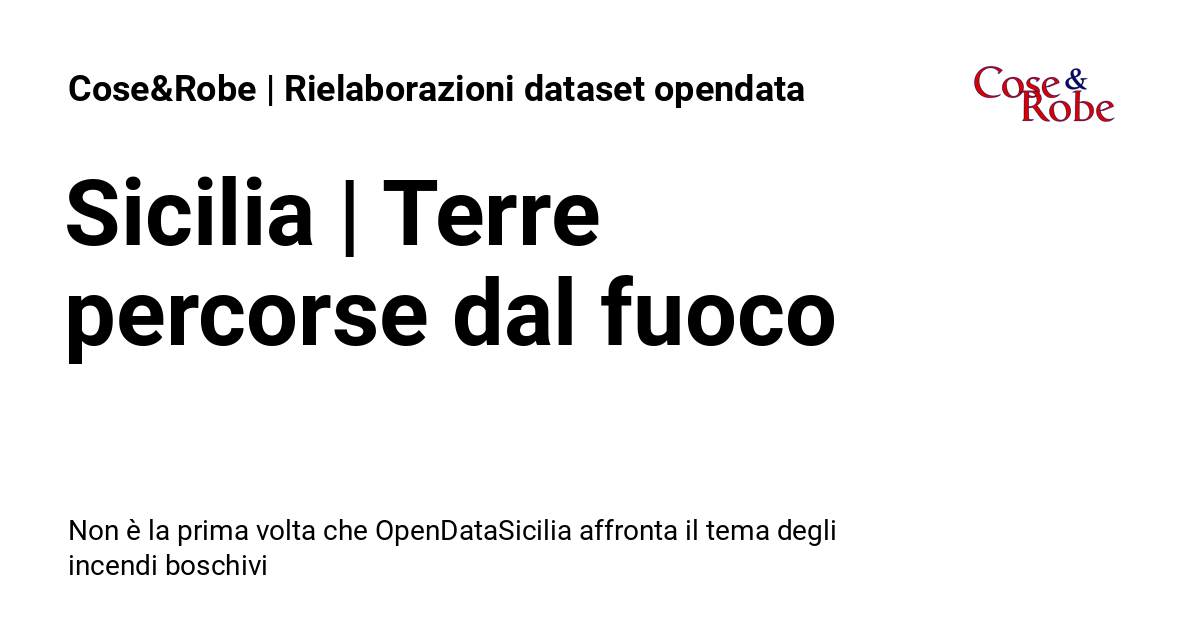 Cose&Robe | Rielaborazioni dataset opendata
Cose &
Robe
Sicilia | Terre
percorse dal fuoco
Non è la prima volta che OpenDataSicilia affronta il tema degli
incendi boschivi